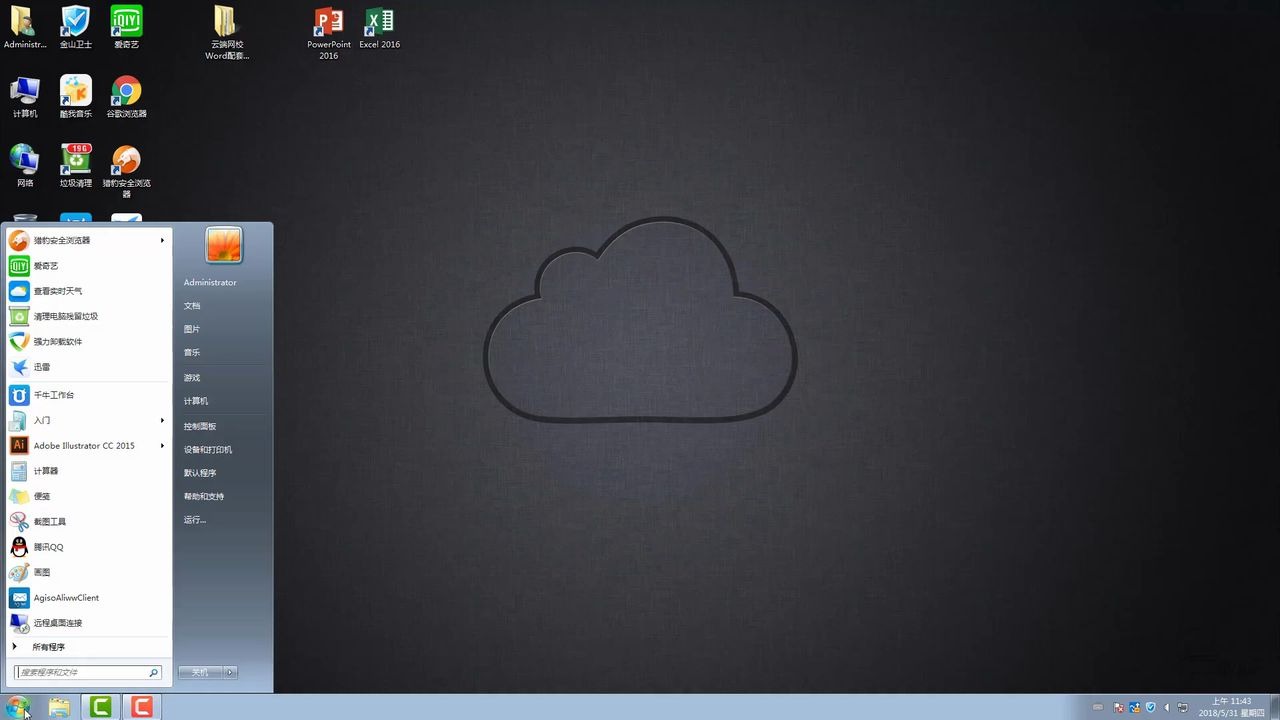 Administr...
金山卫士
爱奇艺
云端网校
Word配套...
PowerPoint
2016
Excel 2016
计算机
酷我音乐
谷歌浏览器
19G
网络
垃圾清理
猎豹安全浏览
器
猎豹安全浏览器
爱奇艺
查看实时天气
清理电脑残留垃圾
强力卸载软件
迅雷
千牛工作台
入门
Adobe Illustrator CC 2015
计算器
便笺
截图工具
腾讯QQ
画图
AgisoAliwwClient
远程桌面连接
所有程序
搜索程序和文件
Administrator
文档
图片
音乐
游戏
计算机
控制面板
设备和打印机
默认程序
帮助和支持
运行...
关机
上午 11:43
2018/5/31 星期四